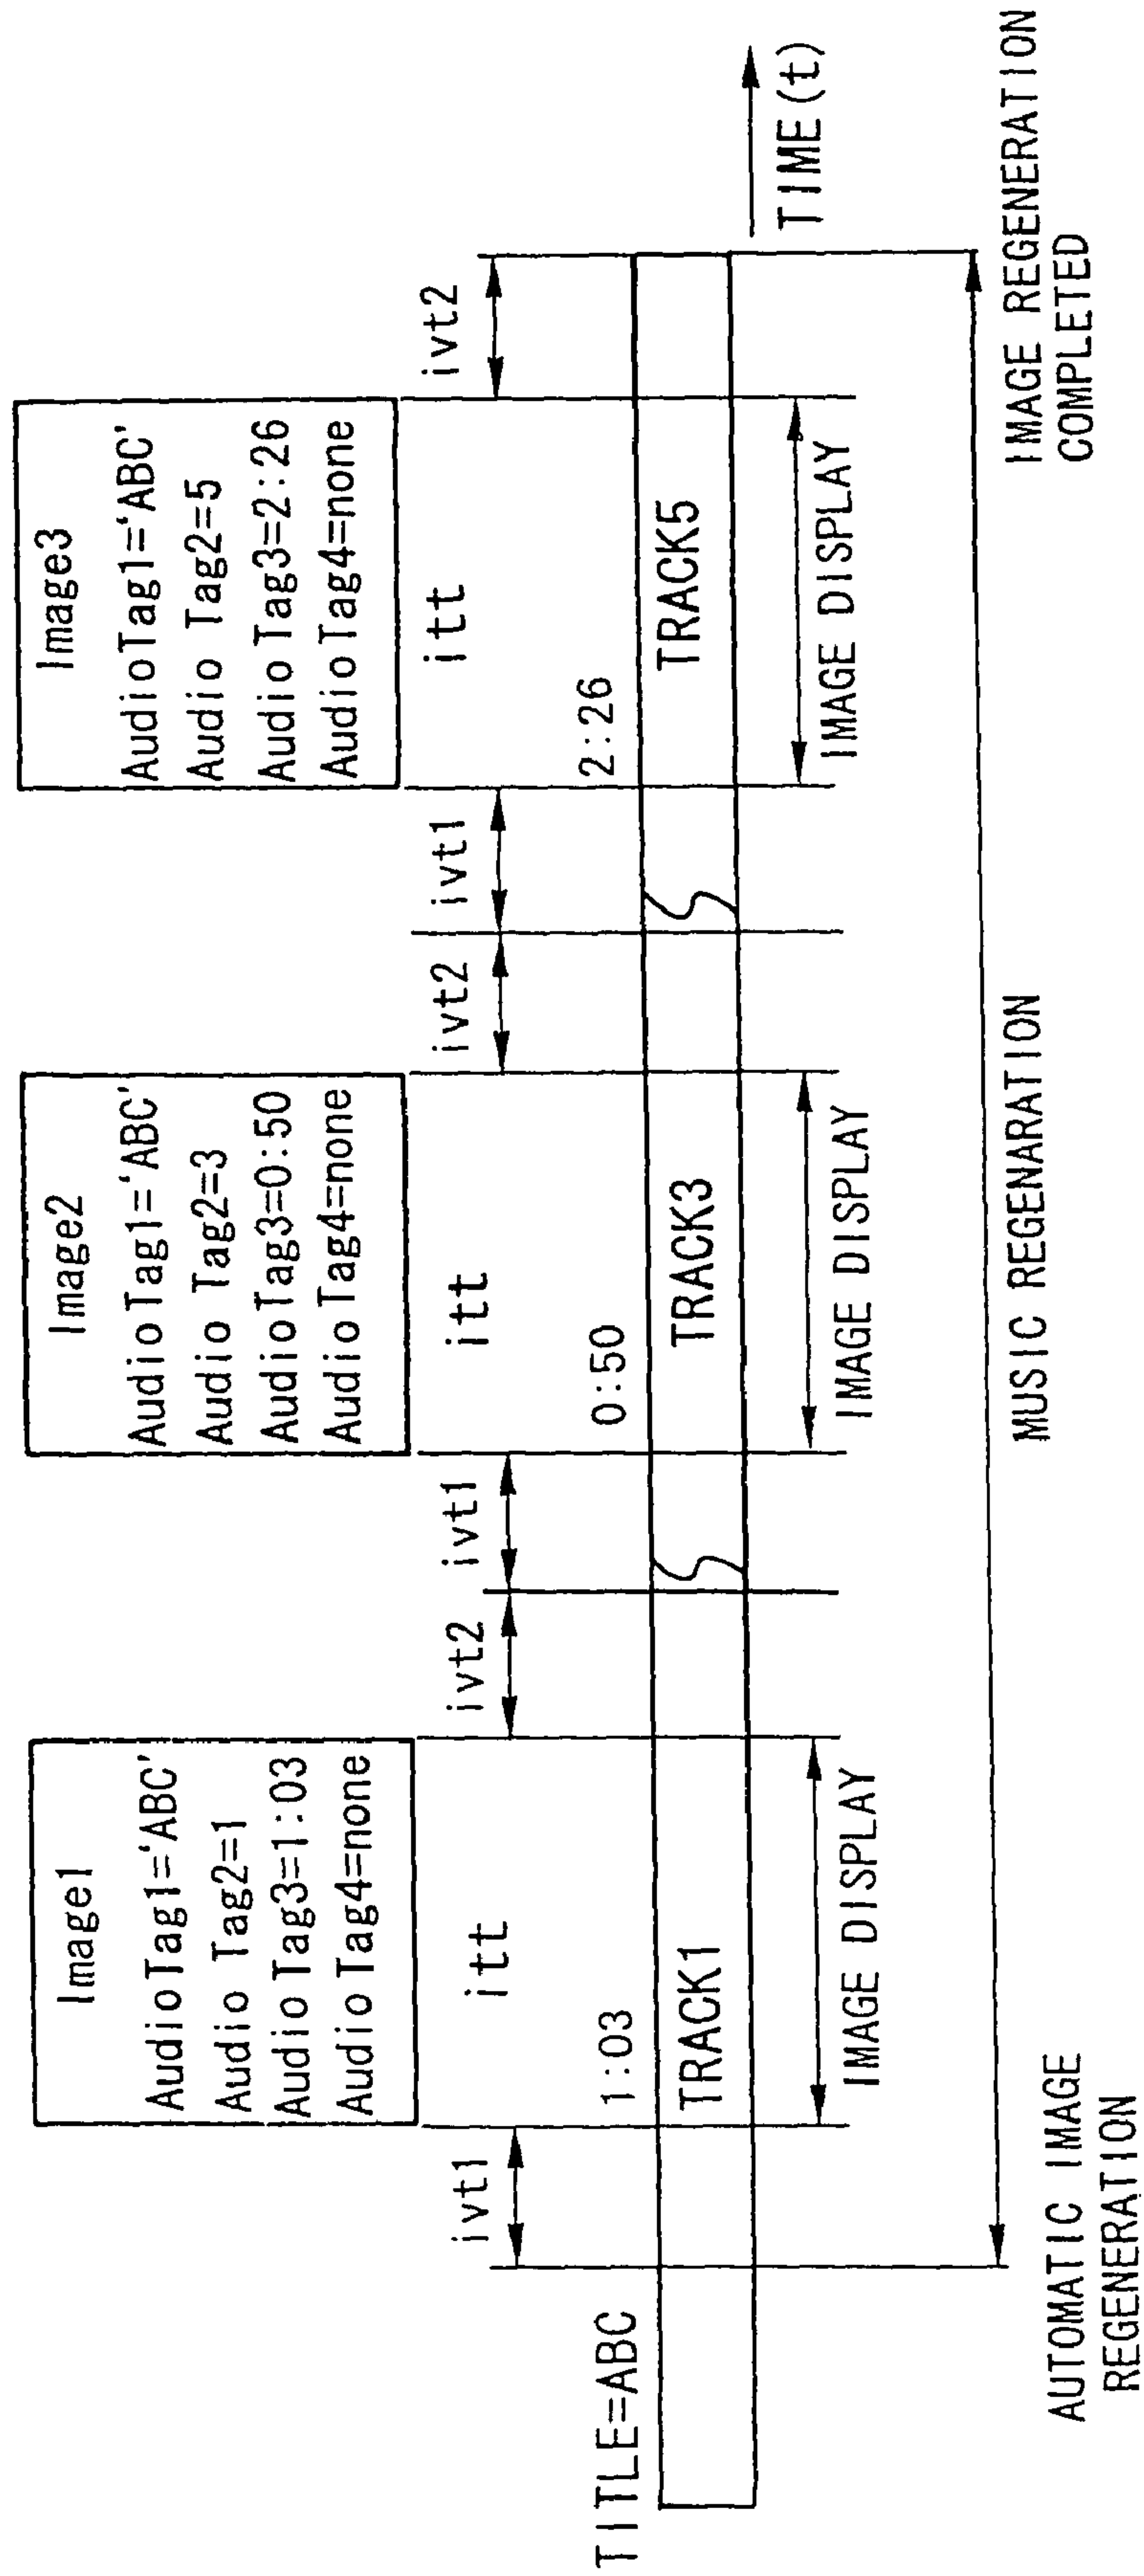 Image1
AudioTag1='ABC'
Audio Tag2=1
AudioTag3=1:03
AudioTag4=none
Image2
AudioTag1='ABC'
Audio Tag2=3
AudioTag3=0:50
AudioTag4=none
Image3
AudioTag1='ABC'
Audio Tag2=5
AudioTag3=2:26
AudioTag4=none
ivt1
itt
ivt2
ivt1
itt
ivt2
ivt1
itt
ivt2
TITLE=ABC
1:03
0:50
2:26
TRACK1
TRACK3
TRACK5
TIME(t)
IMAGE DISPLAY
IMAGE DISPLAY
IMAGE DISPLAY
AUTOMATIC IMAGE
REGENERATION
MUSIC REGENARATION
IMAGE REGENERATION
COMPLETED